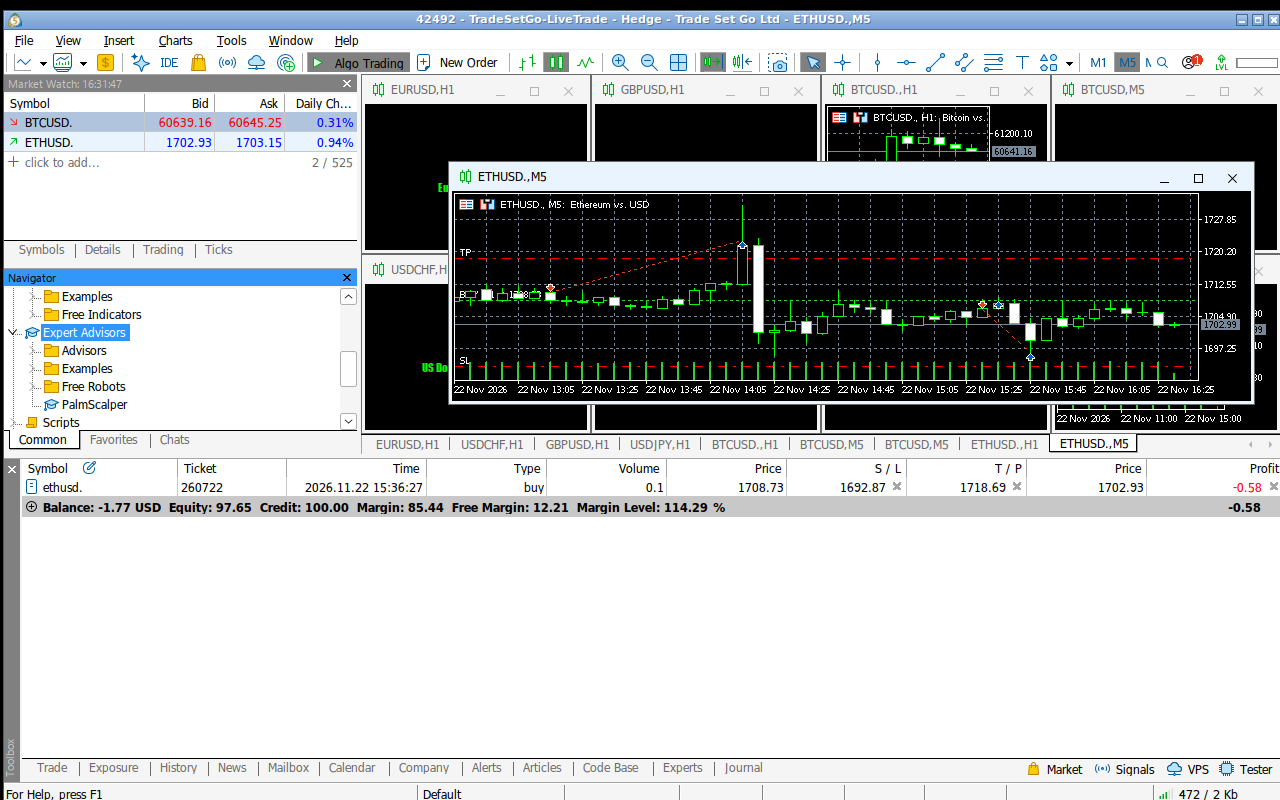 42492 - TradeSetGo-LiveTrade - Hedge - Trade Set Go Ltd - ETHUSD.,M5
File View Insert Charts Tools Window Help
$ IDE Algo Trading New Order M1 M5 1 LVL
Market Watch: 16:31:47
Symbol Bid Ask Daily Ch...
BTCUSD. 60639.16 60645.25 0.31%
ETHUSD. 1702.93 1703.15 0.94%
click to add... 2 / 525
Symbols Details Trading Ticks
EURUSD,H1 GBPUSD,H1 BTCUSD.,H1 BTCUSD,M5
BTCUSD., H1: Bitcoin vs.
61200.10
60641.16
USDCHF,H
US Do
ETHUSD.,M5
ETHUSD., M5: Ethereum vs. USD
1727.85
1720.20
1712.55
1704.90
1702.99
1697.25
TP
SL
22 Nov 2026 22 Nov 13:05 22 Nov 13:25 22 Nov 13:45 22 Nov 14:05 22 Nov 14:25 22 Nov 14:45 22 Nov 15:05 22 Nov 15:25 22 Nov 15:45 22 Nov 16:05 22 Nov 16:25
22 Nov 2026 22 Nov 11:00 22 Nov 15:00
Navigator
Examples
Free Indicators
Expert Advisors
Advisors
Examples
Free Robots
PalmScalper
Scripts
Common Favorites Chats
EURUSD,H1 USDCHF,H1 GBPUSD,H1 USDJPY,H1 BTCUSD.,H1 BTCUSD,M5 BTCUSD.,M5 ETHUSD.,H1 ETHUSD.,M5
Symbol Ticket Time Type Volume Price S / L T / P Price Profit
ethusd. 260722 2026.11.22 15:36:27 buy 0.1 1708.73 1692.87 1718.69 1702.93 -0.58
Balance: -1.77 USD Equity: 97.65 Credit: 100.00 Margin: 85.44 Free Margin: 12.21 Margin Level: 114.29 % -0.58
Toolbox
Trade Exposure History News Mailbox Calendar Company Alerts Articles Code Base Experts Journal
Market Signals VPS Tester
For Help, press F1 Default 472 / 2 Kb